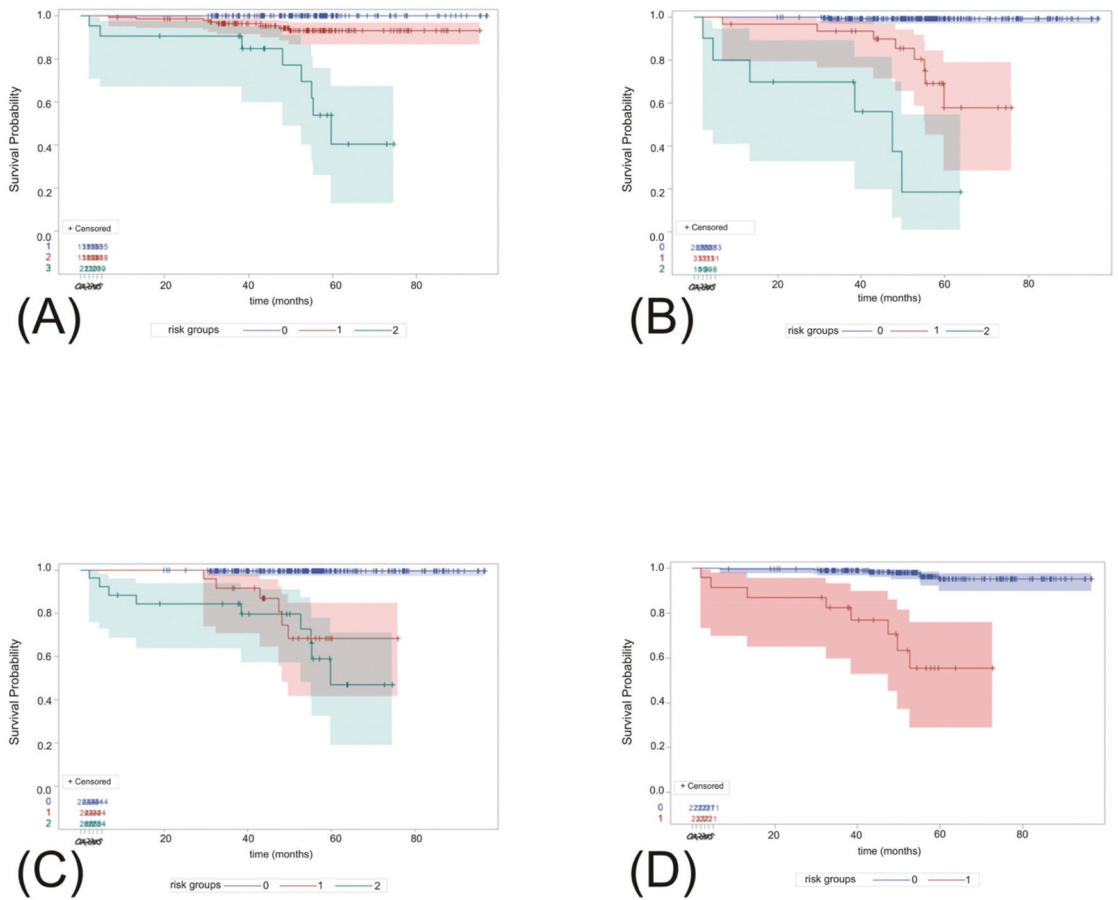 1.0
0.8
0.6
0.4
0.2
0.0
Survival Probability
+ Censored
1
2
3
20 40 60 80
time (months)
(A)
risk groups 0 1 2
1.0
0.8
0.6
0.4
0.2
0.0
Survival Probability
+ Censored
0
1
2
20 40 60 80
time (months)
(B)
risk groups 0 1 2
1.0
0.8
0.6
0.4
0.2
0.0
Survival Probability
+ Censored
0
1
2
20 40 60 80
time (months)
(C)
risk groups 0 1 2
1.0
0.8
0.6
0.4
0.2
0.0
Survival Probability
+ Censored
0
1
20 40 60 80
time (months)
(D)
risk groups 0 1